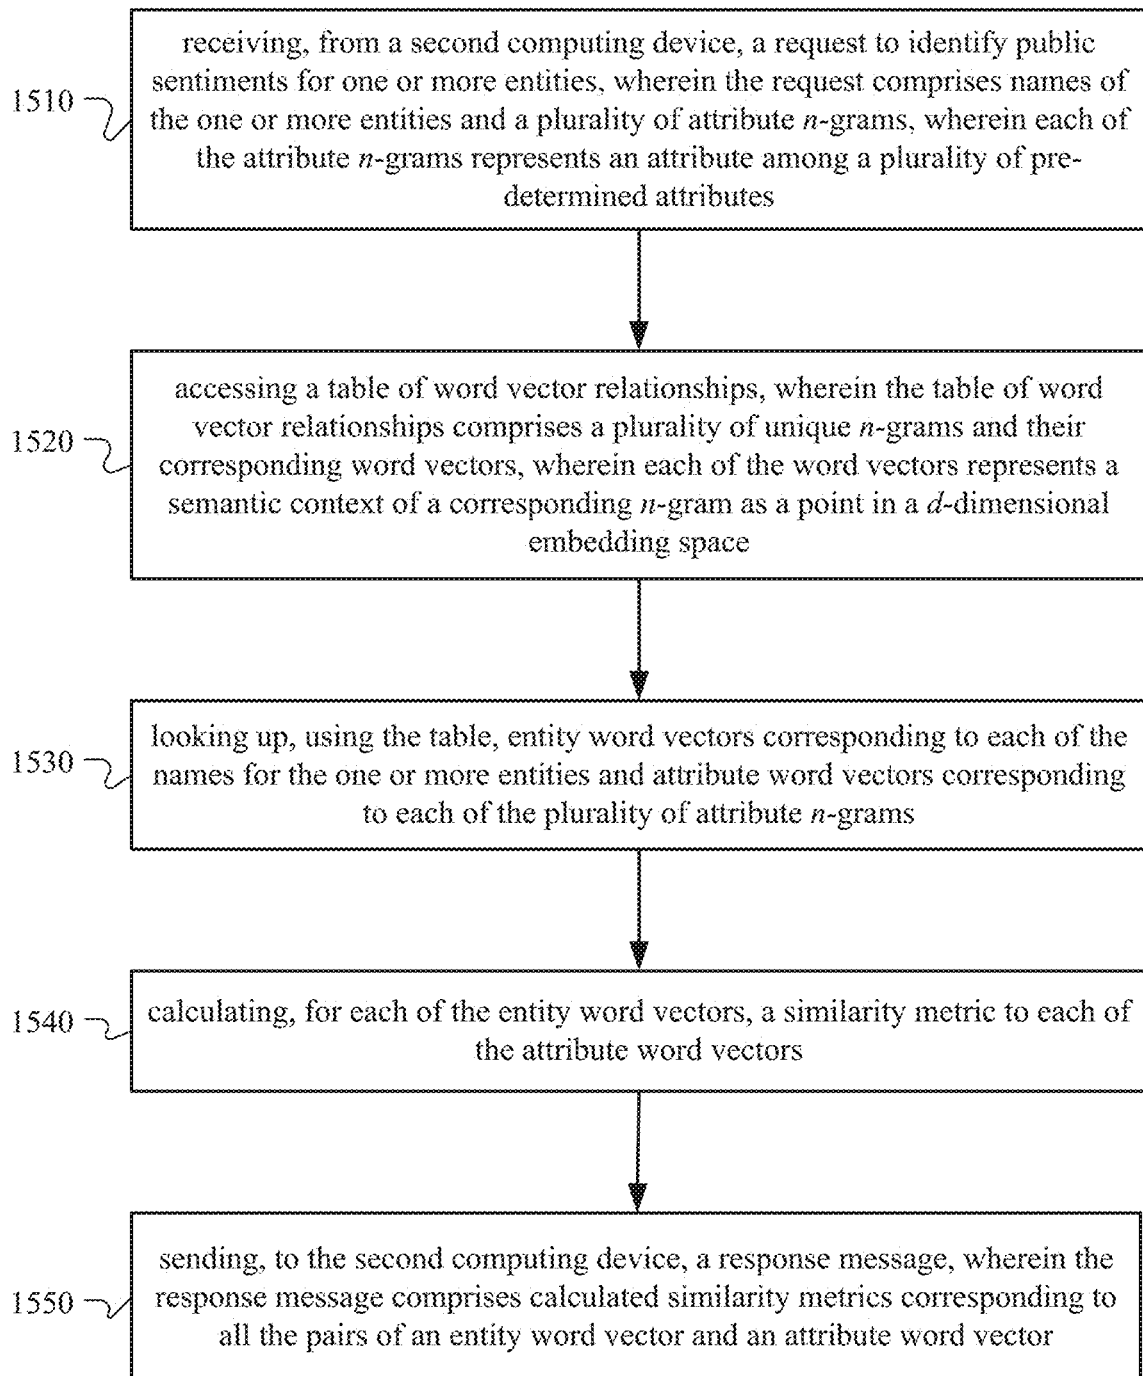 receiving, from a second computing device, a request to identify public
sentiments for one or more entities, wherein the request comprises names of
1510
the one or more entities and a plurality of attribute n-grams, wherein each of
the attribute n-grams represents an attribute among a plurality of pre-
determined attributes
accessing a table of word vector relationships, wherein the table of word
vector relationships comprises a plurality of unique n-grams and their
1520
corresponding word vectors, wherein each of the word vectors represents a
semantic context of a corresponding n-gram as a point in a d-dimensional
embedding space
looking up, using the table, entity word vectors corresponding to each of the
1530
names for the one or more entities and attribute word vectors corresponding
to each of the plurality of attribute n-grams
1540
calculating, for each of the entity word vectors, a similarity metric to each of
the attribute word vectors
sending, to the second computing device, a response message, wherein the
1550
response message comprises calculated similarity metrics corresponding to
all the pairs of an entity word vector and an attribute word vector